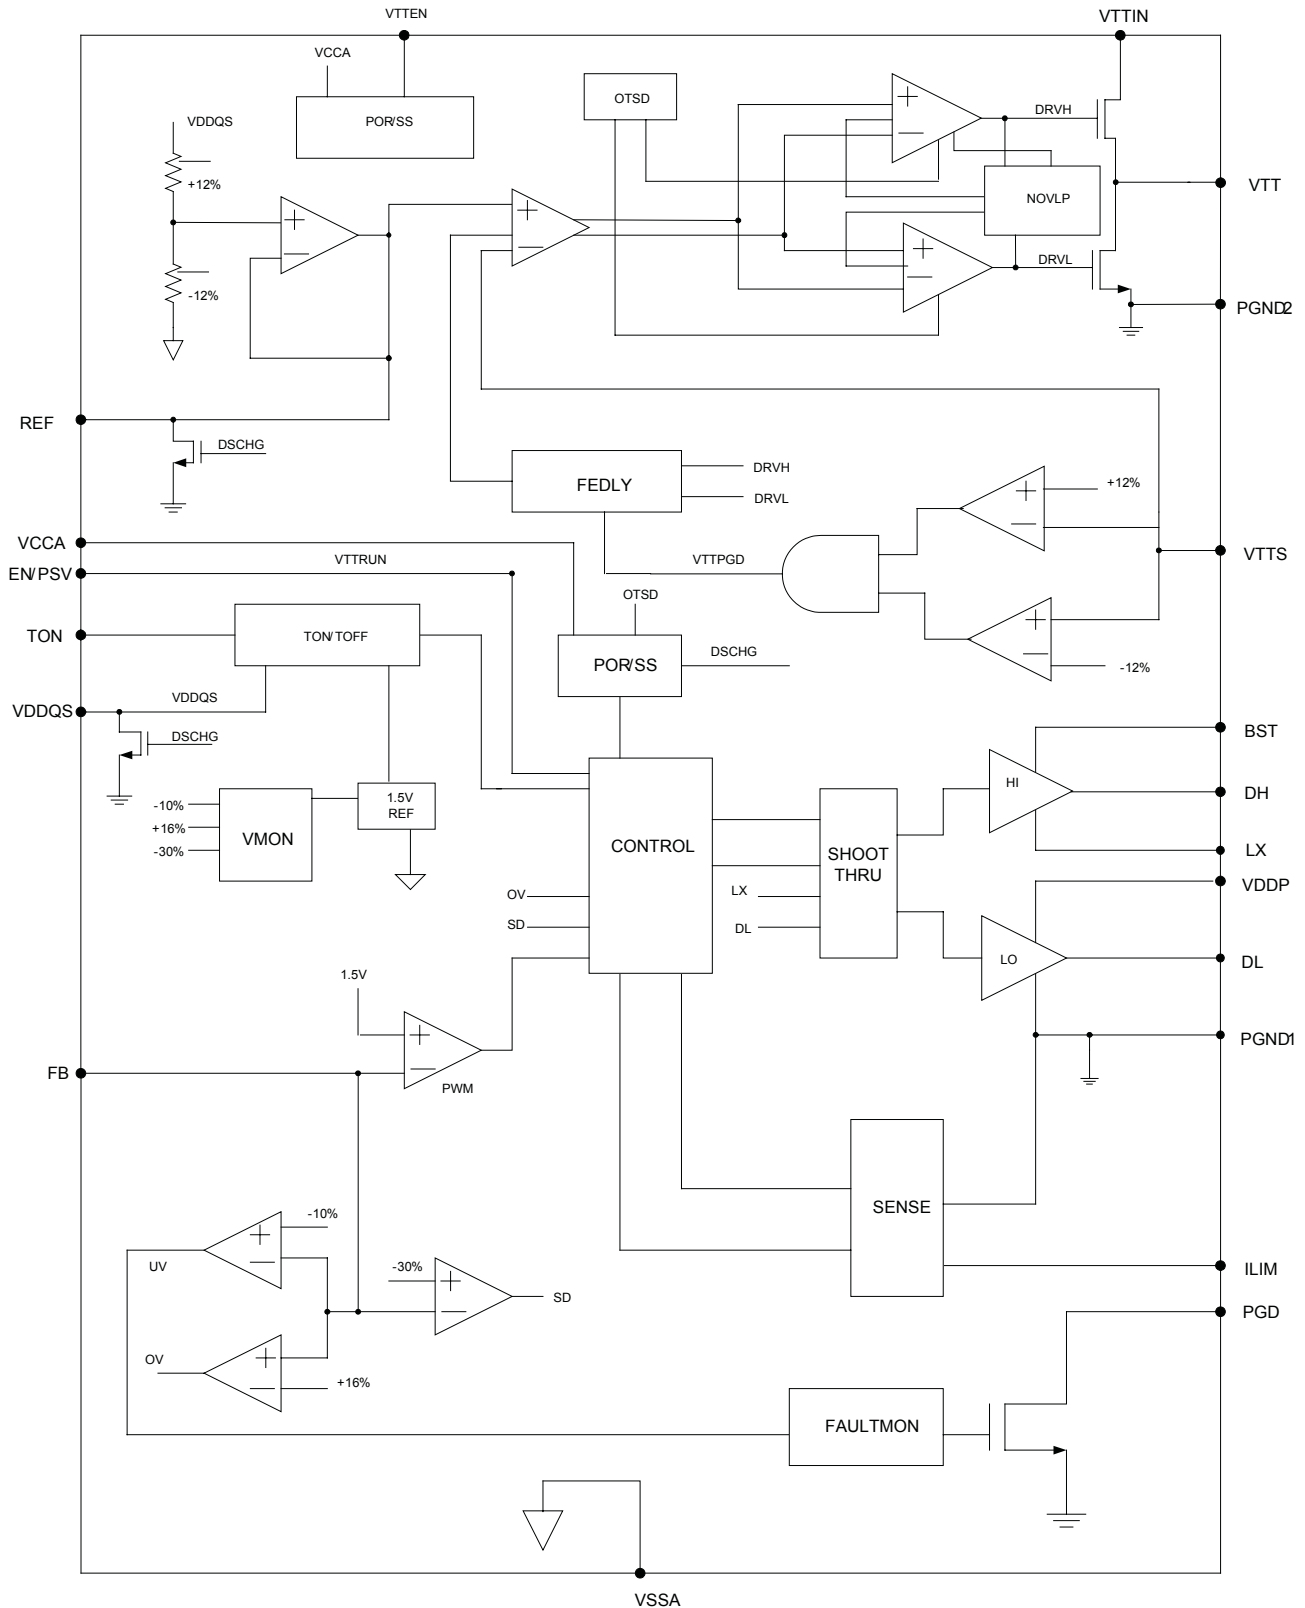 VTTEN
VTTIN
VCCA
POR/SS
OTSD
VDDQS
+12%
-12%
+
—
+
—
+
—
DRVH
NOVLP
VTT
+
—
DRVL
PGND2
REF
DSCHG
FEDLY
DRVH
DRVL
+
—
+12%
VCCA
VTTRUN
VTTPGD
VTTS
EN/PSV
OTSD
TON
TON/TOFF
POR/SS
DSCHG
+
—
-12%
VDDQS
VDDQS
DSCHG
BST
HI
DH
-10%
+16%
-30%
VMON
1.5V
REF
CONTROL
SHOOT
THRU
LX
VDDP
OV
SD
LX
DL
LO
DL
1.5V
+
—
PWM
PGND1
FB
SENSE
-10%
+
—
UV
-30%
+
—
SD
ILIM
PGD
OV
+
—
+16%
FAULTMON
VSSA